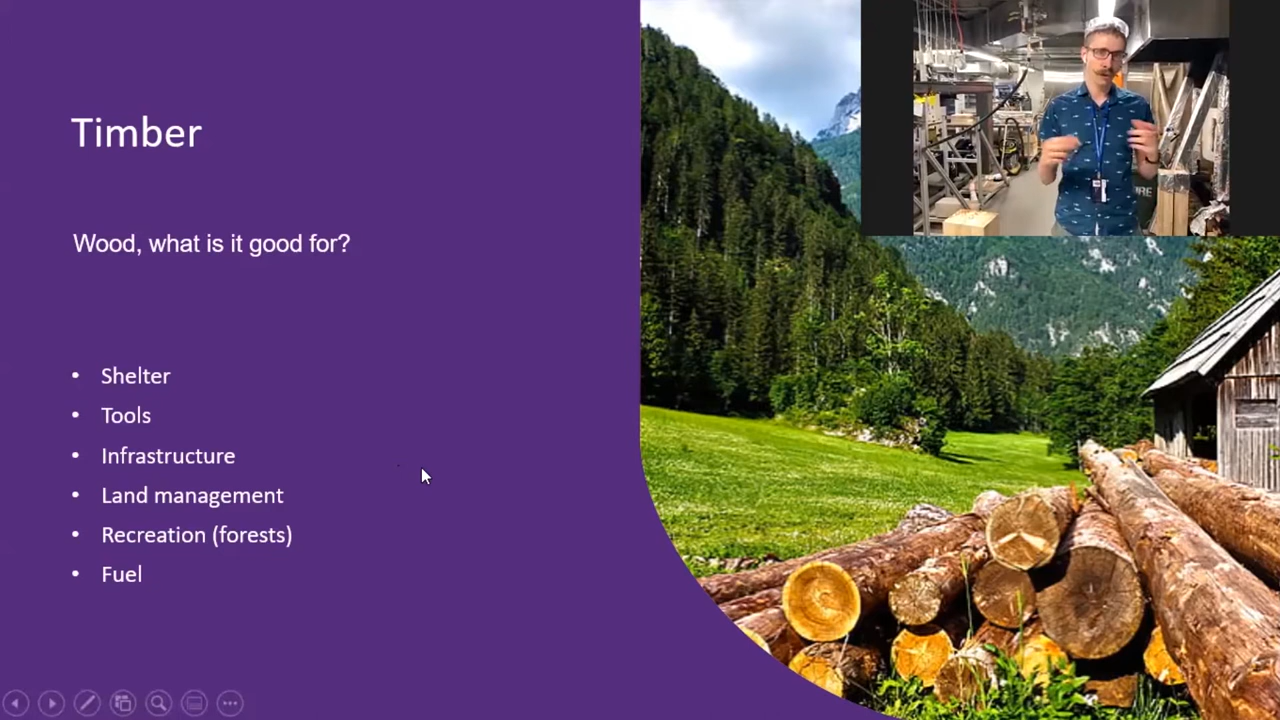 Timber
Wood, what is it good for?
• Shelter
• Tools
• Infrastructure
• Land management
• Recreation (forests)
• Fuel